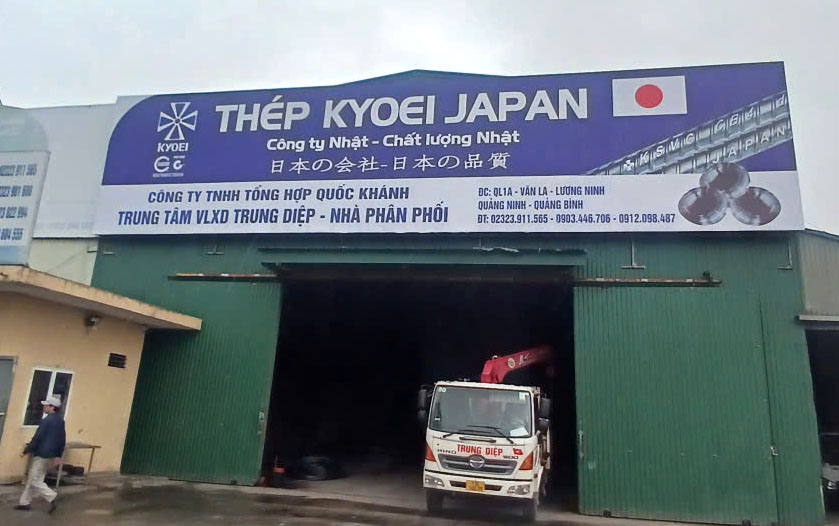 THÉP KYOEI JAPAN
KYOEI
Công ty Nhật - Chất lượng Nhật
日本の会社-日本の品質
KSVC
JAPAN
CÔNG TY TNHH TỔNG HỢP QUỐC KHÁNH
TRUNG TÂM VLXD TRUNG DIỆP - NHÀ PHÂN PHỐI
ĐC: QL1A - VĂN LA - LƯƠNG NINH
QUẢNG NINH - QUẢNG BÌNH
ĐT: 02323.911.565 - 0903.446.706 - 0912.098.487
TRUNG DIỆP
HINO
500